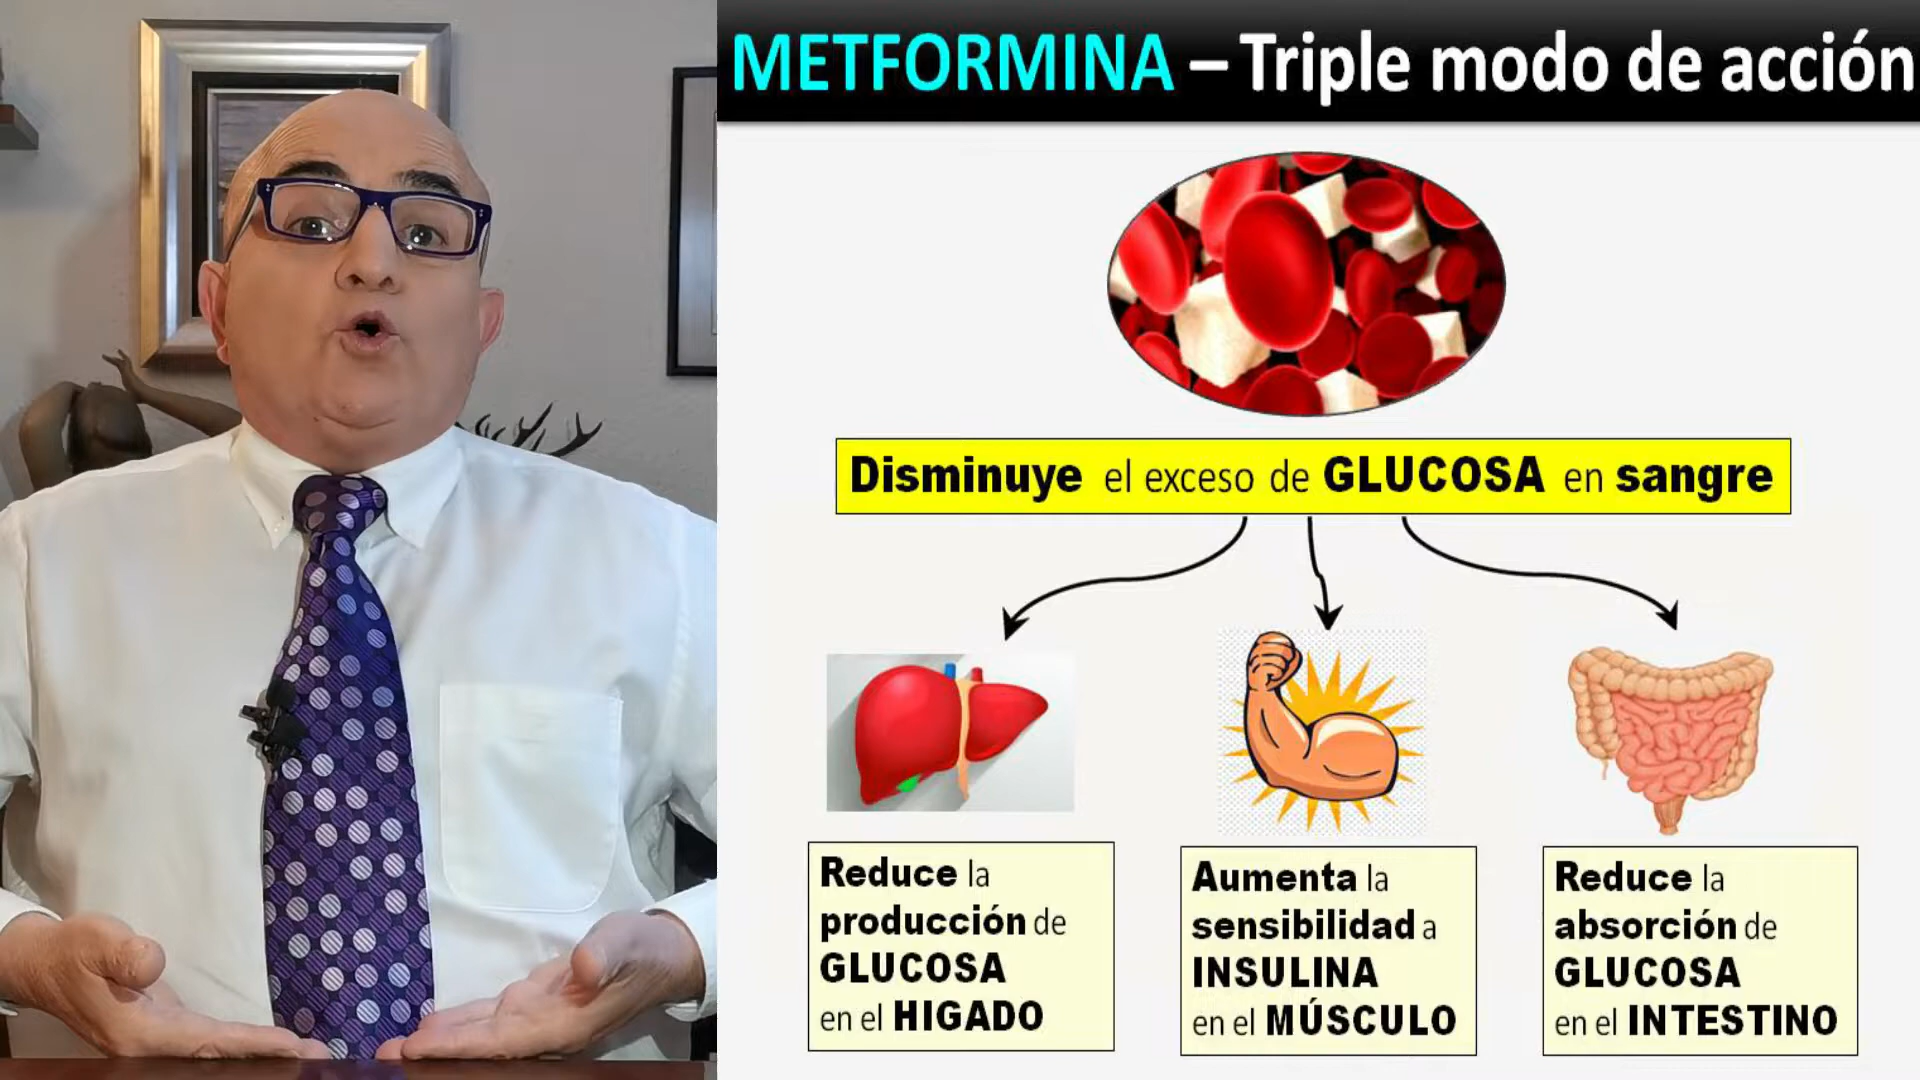 METFORMINA – Triple modo de acción
Disminuye el exceso de GLUCOSA en sangre
Reduce la
producción de
GLUCOSA
en el HIGADO
Aumenta la
sensibilidad a
INSULINA
en el MÚSCULO
Reduce la
absorción de
GLUCOSA
en el INTESTINO